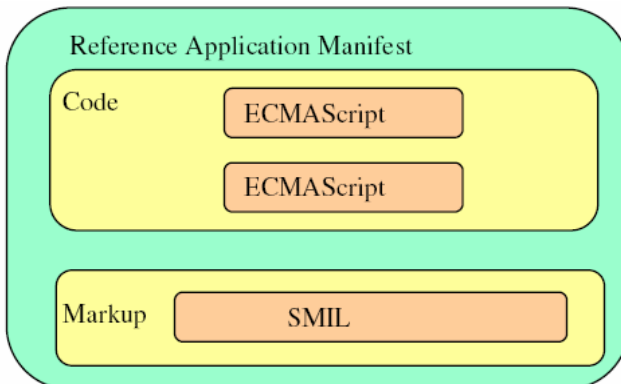 Reference Application Manifest
Code
ECMAScript
ECMAScript
Markup
SMIL